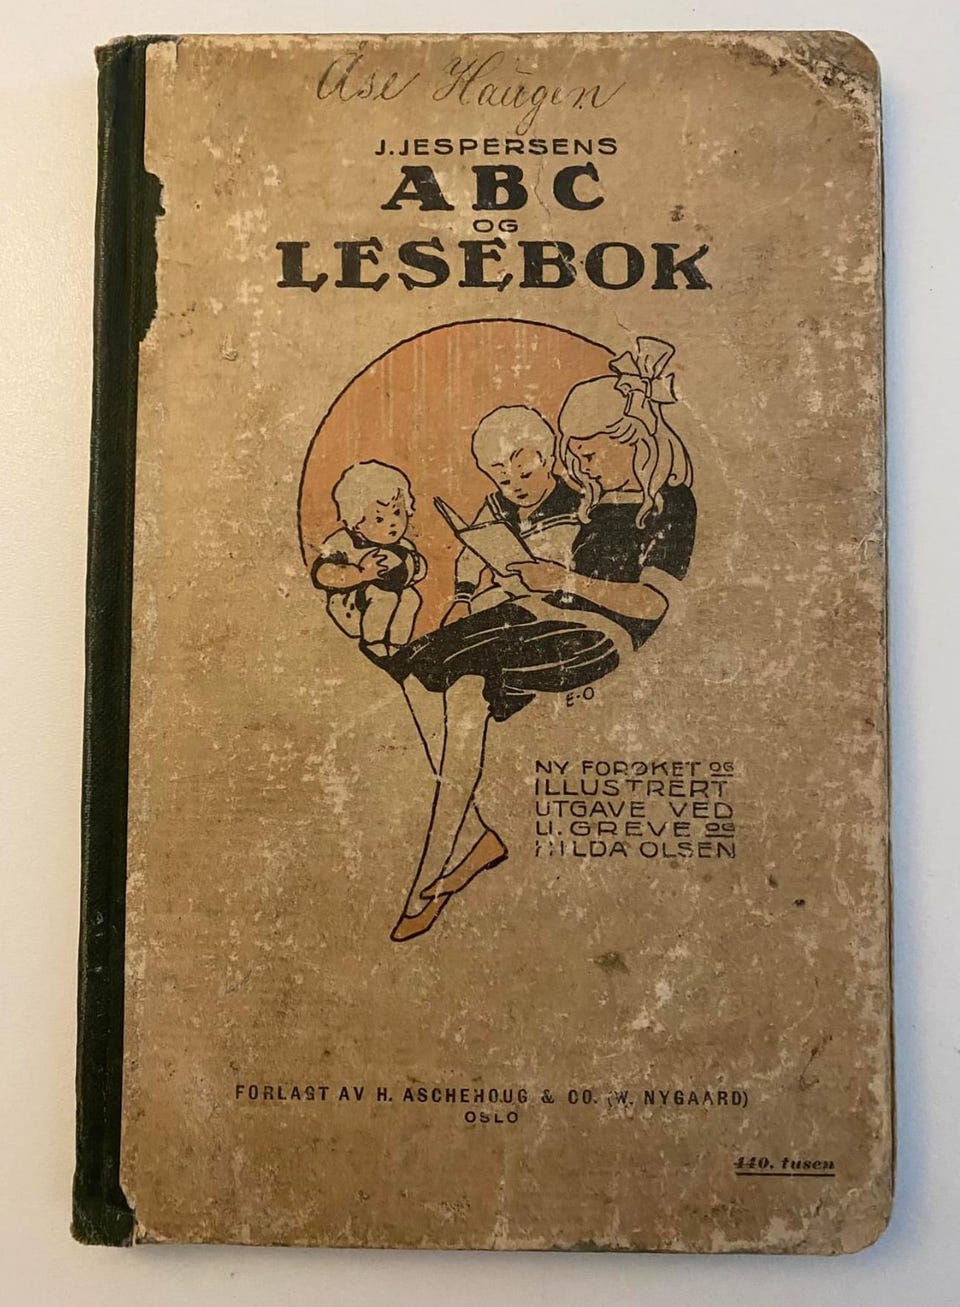 Åse Haugen
J. JESPERSENS
ABC
OG
LESEBOK
E-O
NY FORØKET OG
ILLUSTRERT
UTGAVE VED
U. GREVE OG
HILDA OLSEN
FORLAGT AV H. ASCHEHOUG & CO. (W. NYGAARD)
OSLO
440. tusen